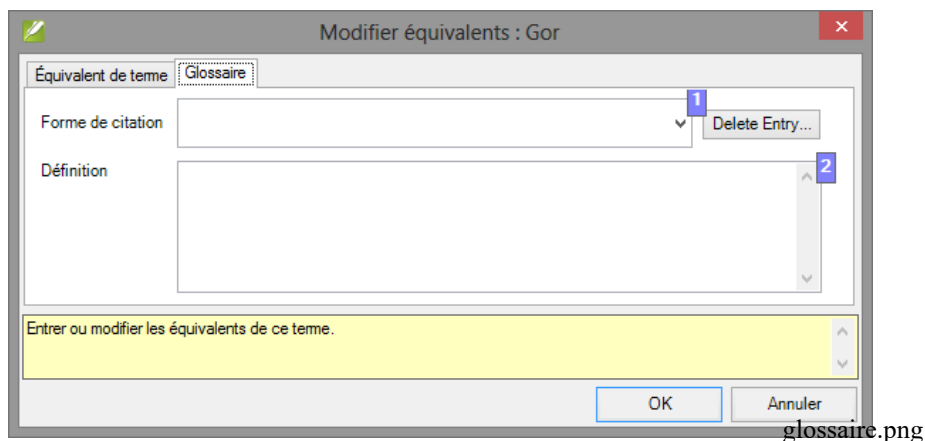 Modifier équivalents : Gor
Équivalent de terme Glossaire
Forme de citation 1 Delete Entry...
Définition 2
Entrer ou modifier les équivalents de ce terme.
OK Annuler
glossaire.png